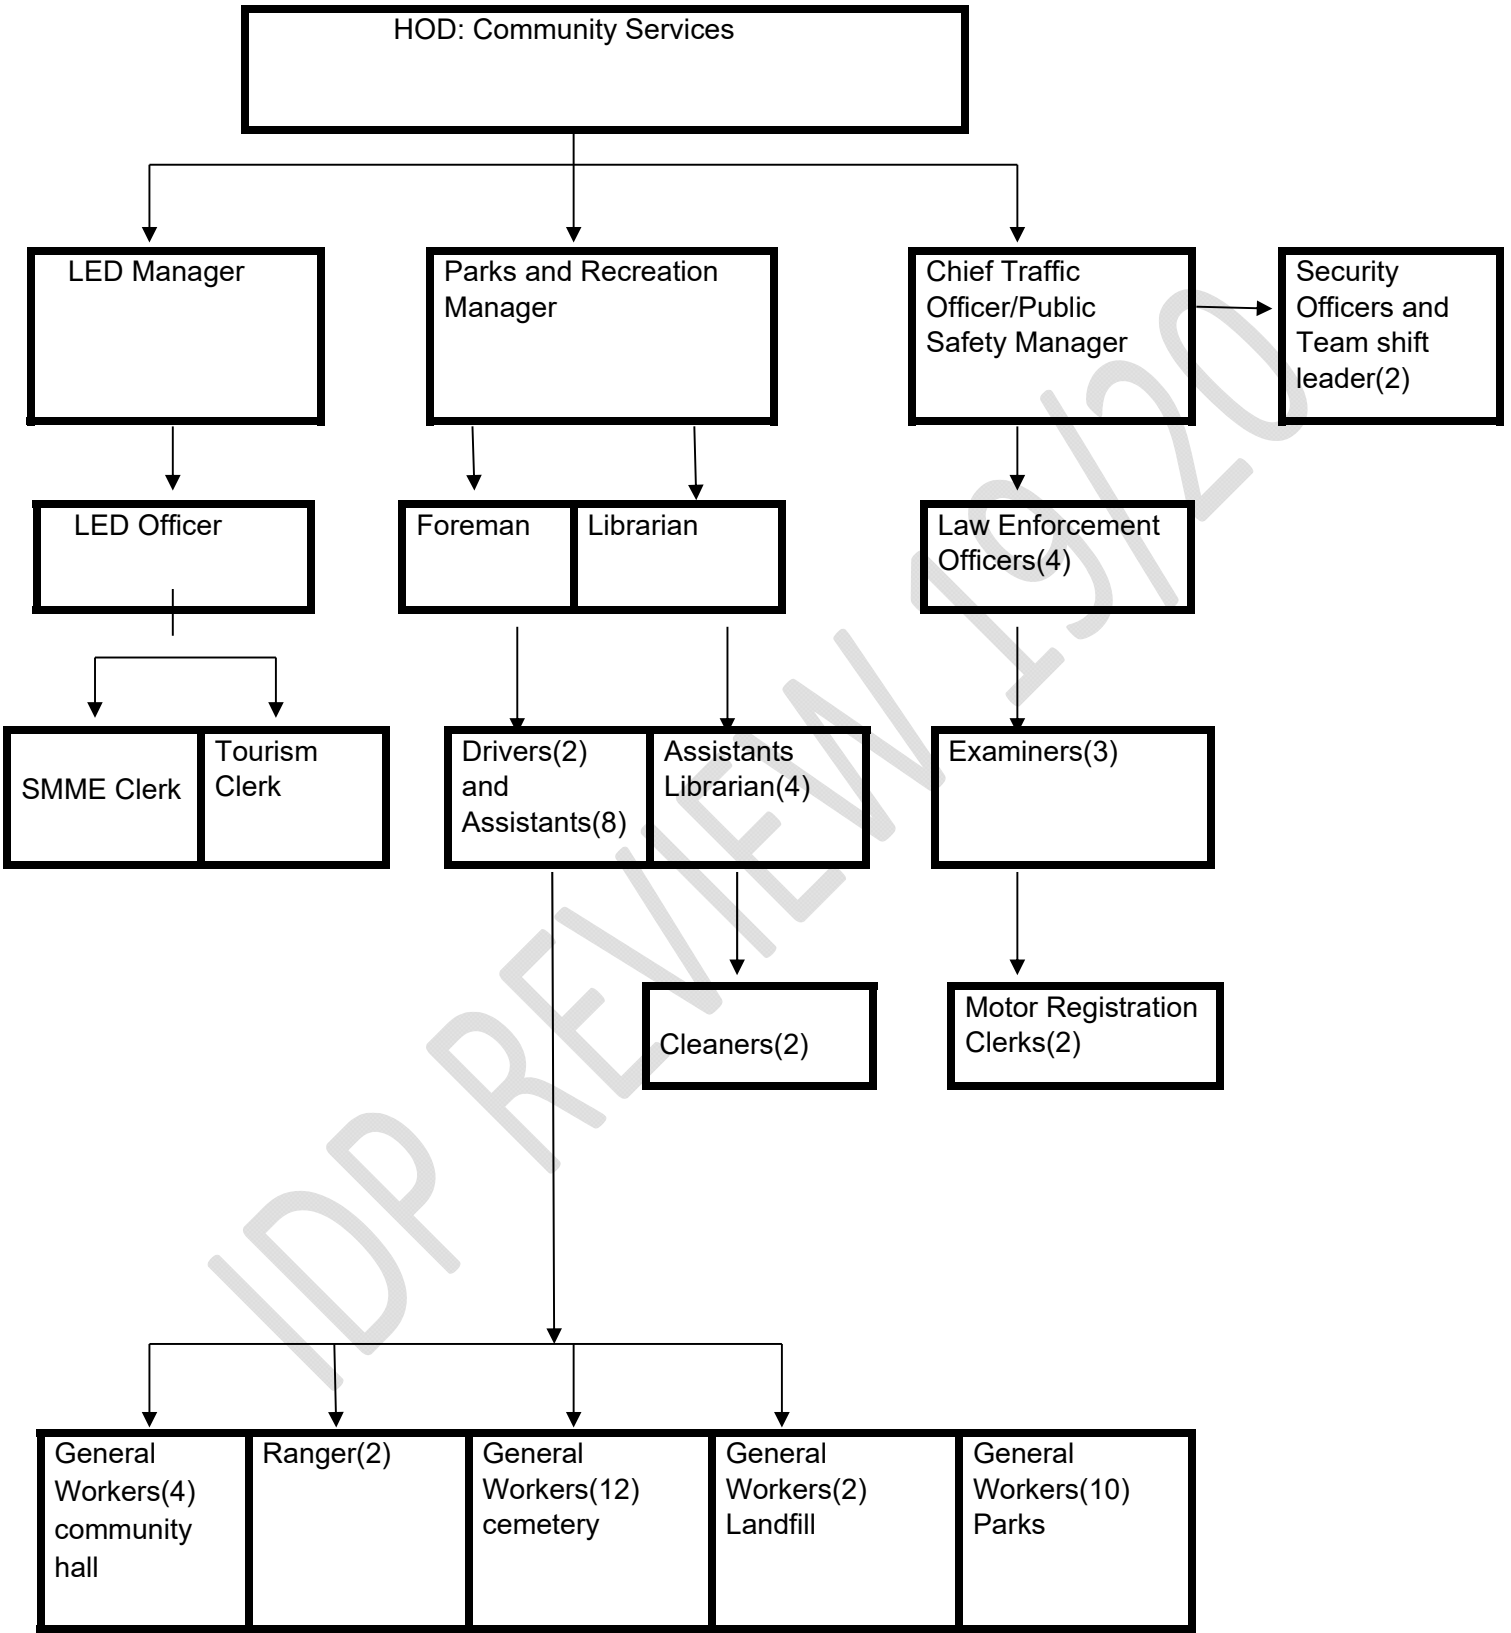 HOD: Community Services
LED Manager
Parks and Recreation
Manager
Chief Traffic
Officer/Public
Safety Manager
Security
Officers and
Team shift
leader(2)
LED Officer
Foreman
Librarian
Law Enforcement
Officers(4)
SMME Clerk
Tourism
Clerk
Drivers(2)
and
Assistants(8)
Assistants
Librarian(4)
Examiners(3)
Cleaners(2)
Motor Registration
Clerks(2)
General
Workers(4)
community
hall
Ranger(2)
General
Workers(12)
cemetery
General
Workers(2)
Landfill
General
Workers(10)
Parks
IDP REVIEW 19/20